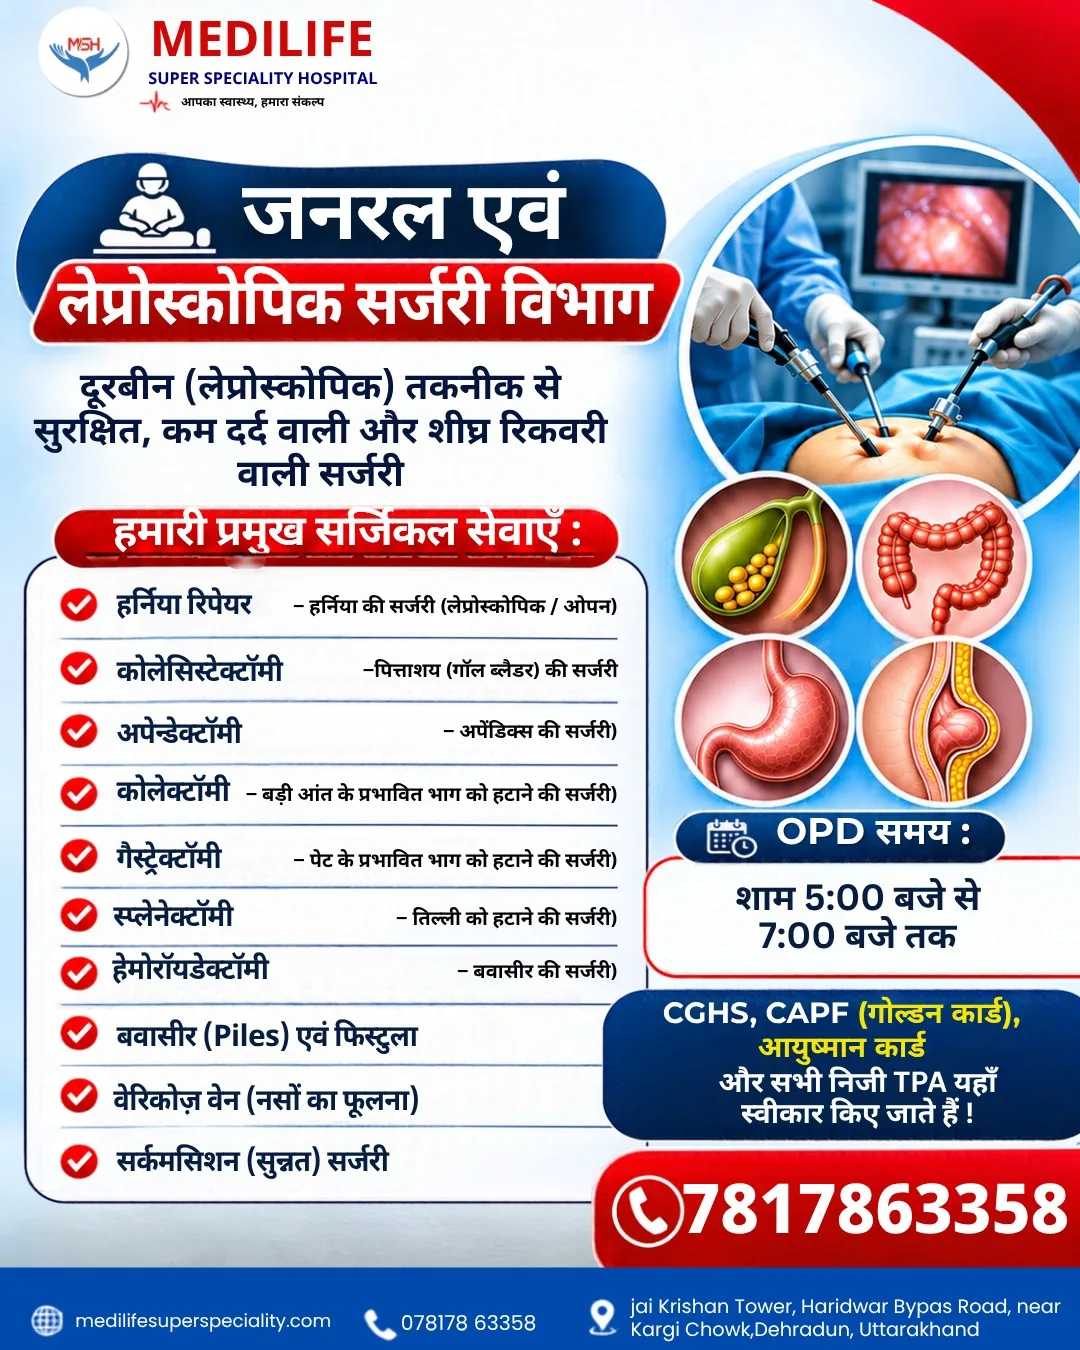 MSH
MEDILIFE
SUPER SPECIALITY HOSPITAL
आपका स्वास्थ्य, हमारा संकल्प
जनरल एवं
लेप्रोस्कोपिक सर्जरी विभाग
दूरबीन (लेप्रोस्कोपिक) तकनीक से
सुरक्षित, कम दर्द वाली और शीघ्र रिकवरी
वाली सर्जरी
हमारी प्रमुख सर्जिकल सेवाएँ :
हर्निया रिपेयर – हर्निया की सर्जरी (लेप्रोस्कोपिक / ओपन)
कोलेसिस्टेक्टॉमी –पित्ताशय (गॉल ब्लैडर) की सर्जरी
अपेन्डेक्टॉमी – अपेंडिक्स की सर्जरी)
कोलेक्टॉमी – बड़ी आंत के प्रभावित भाग को हटाने की सर्जरी)
गैस्ट्रेक्टॉमी – पेट के प्रभावित भाग को हटाने की सर्जरी)
स्प्लेनेक्टॉमी – तिल्ली को हटाने की सर्जरी)
हेमोरॉयडेक्टॉमी – बवासीर की सर्जरी)
बवासीर (Piles) एवं फिस्टुला
वेरिकोज़ वेन (नसों का फूलना)
सर्कमसिशन (सुन्नत) सर्जरी
OPD समय :
शाम 5:00 बजे से
7:00 बजे तक
CGHS, CAPF (गोल्डन कार्ड),
आयुष्मान कार्ड
और सभी निजी TPA यहाँ
स्वीकार किए जाते हैं !
7817863358
medilifesuperspeciality.com
078178 63358
jai Krishan Tower, Haridwar Bypas Road, near
Kargi Chowk,Dehradun, Uttarakhand